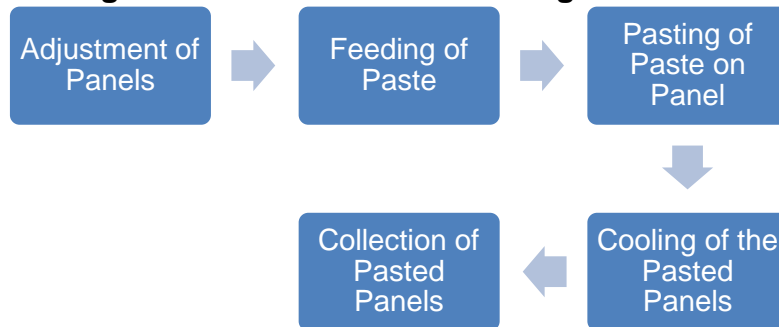 Adjustment of
Panels
Feeding of
Paste
Pasting of
Paste on
Panel
Cooling of the
Pasted
Panels
Collection of
Pasted
Panels